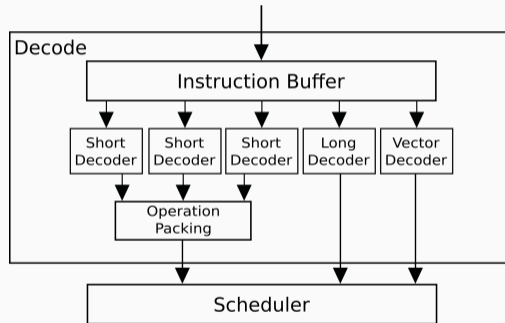 Decode
Instruction Buffer
Short
Decoder
Short
Decoder
Short
Decoder
Long
Decoder
Vector
Decoder
Operation
Packing
Scheduler